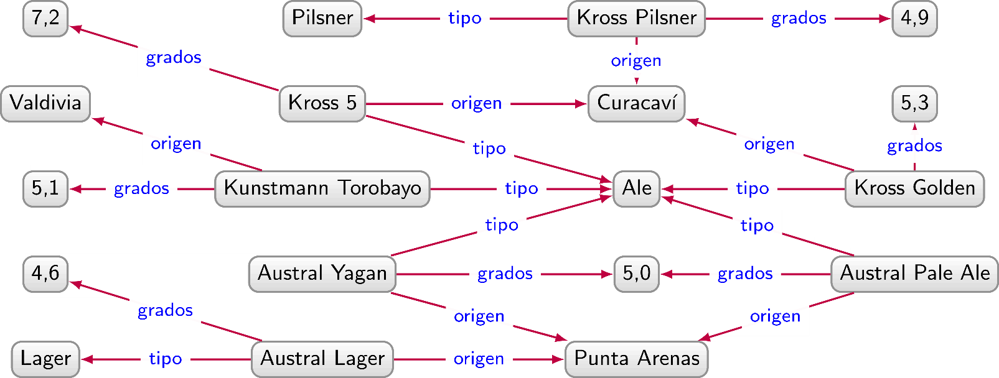 7,2
Pilsner
tipo
Kross Pilsner
grados
4,9
grados
origen
Valdivia
Kross 5
origen
Curacaví
5,3
origen
tipo
origen
grados
5,1
grados
Kunstmann Torobayo
tipo
Ale
tipo
Kross Golden
tipo
tipo
4,6
Austral Yagan
grados
5,0
grados
Austral Pale Ale
grados
origen
origen
Lager
tipo
Austral Lager
origen
Punta Arenas